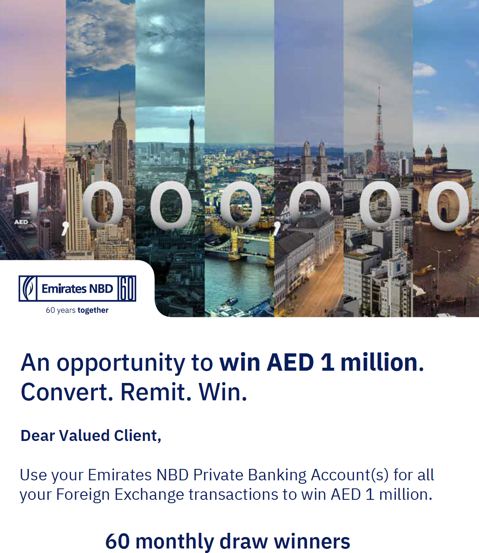 AED
1,000,000
Emirates NBD 60
60 years together
An opportunity to win AED 1 million.
Convert. Remit. Win.
Dear Valued Client,
Use your Emirates NBD Private Banking Account(s) for all
your Foreign Exchange transactions to win AED 1 million.
60 monthly draw winners